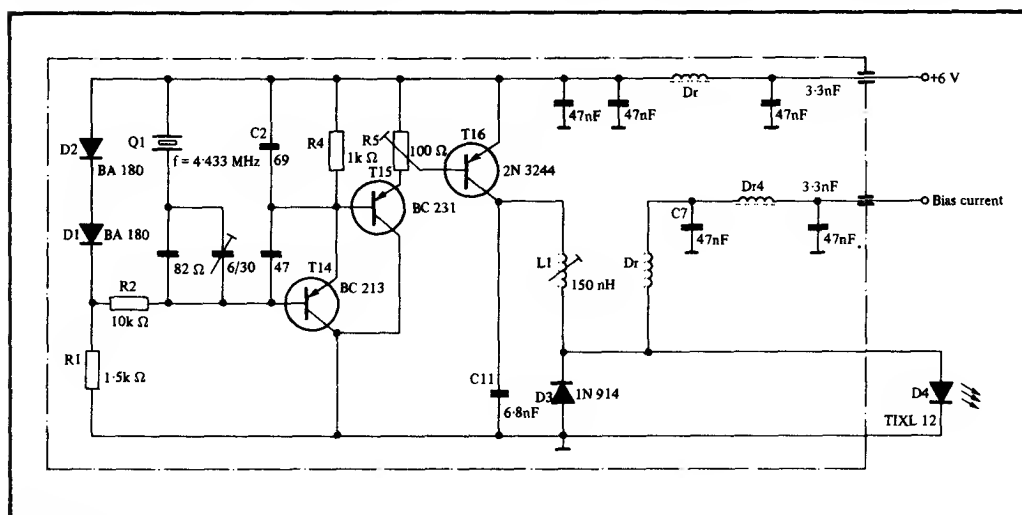 +6 V
3·3nF
Dr
47nF
47nF
47nF
Q1
C2
69
R4
1k Ω
R5
100 Ω
T16
2N 3244
D2
BA 180
f = 4·433 MHz
T15
BC 231
Dr4
3·3nF
Bias current
C7
47nF
47nF
D1
BA 180
82 Ω
6/30
47
T14
BC 213
L1
150 nH
Dr
R2
10k Ω
R1
1·5k Ω
C11
6·8nF
D3
1N 914
D4
TIXL 12